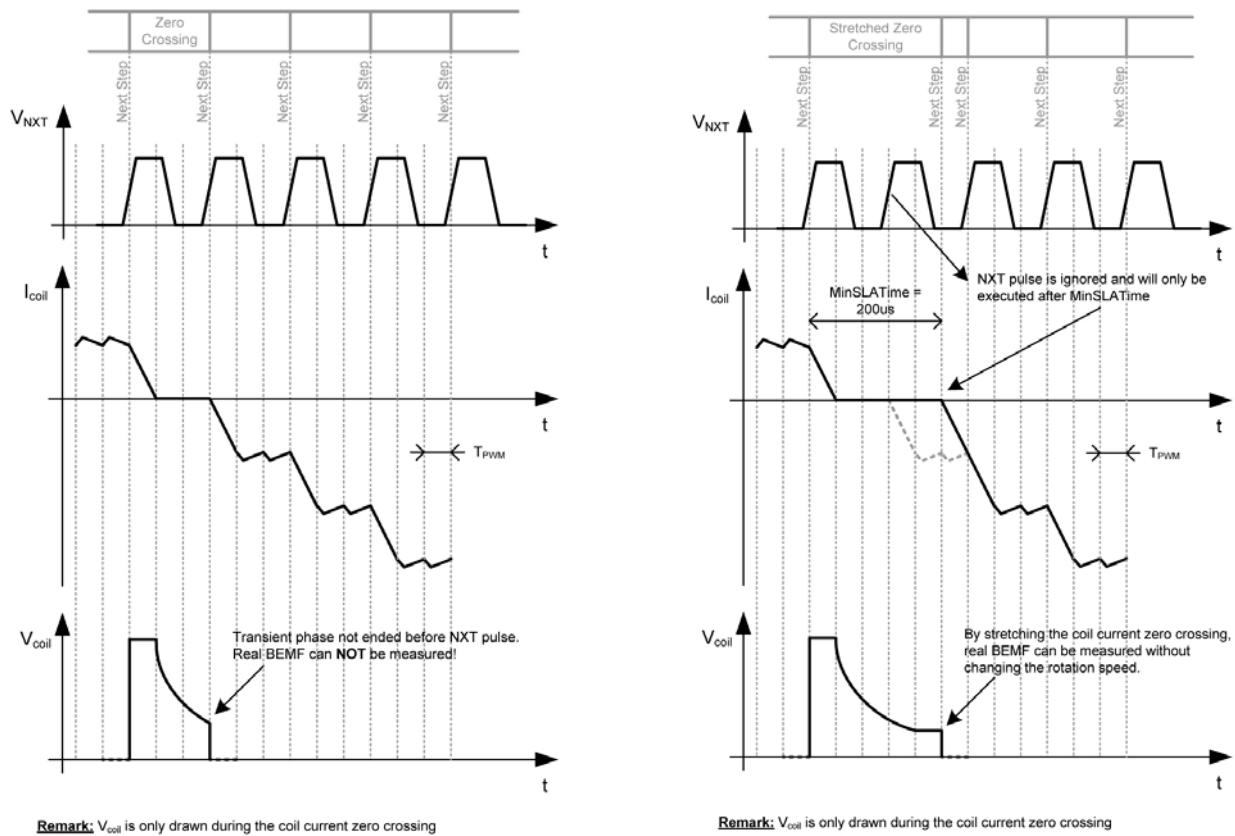 Zero
Crossing
Next Step
Next Step
Next Step
Next Step
Next Step
VNXT
t
Icoil
t
TPWM
Vcoil
Transient phase not ended before NXT pulse.
Real BEMF can NOT be measured!
t
Remark: Vcoil is only drawn during the coil current zero crossing
Stretched Zero
Crossing
Next Step
Next Step
Next Step
Next Step
Next Step
VNXT
t
NXT pulse is ignored and will only be
executed after MinSLATime
Icoil
MinSLATime =
200us
t
TPWM
Vcoil
By stretching the coil current zero crossing,
real BEMF can be measured without
changing the rotation speed.
t
Remark: Vcoil is only drawn during the coil current zero crossing